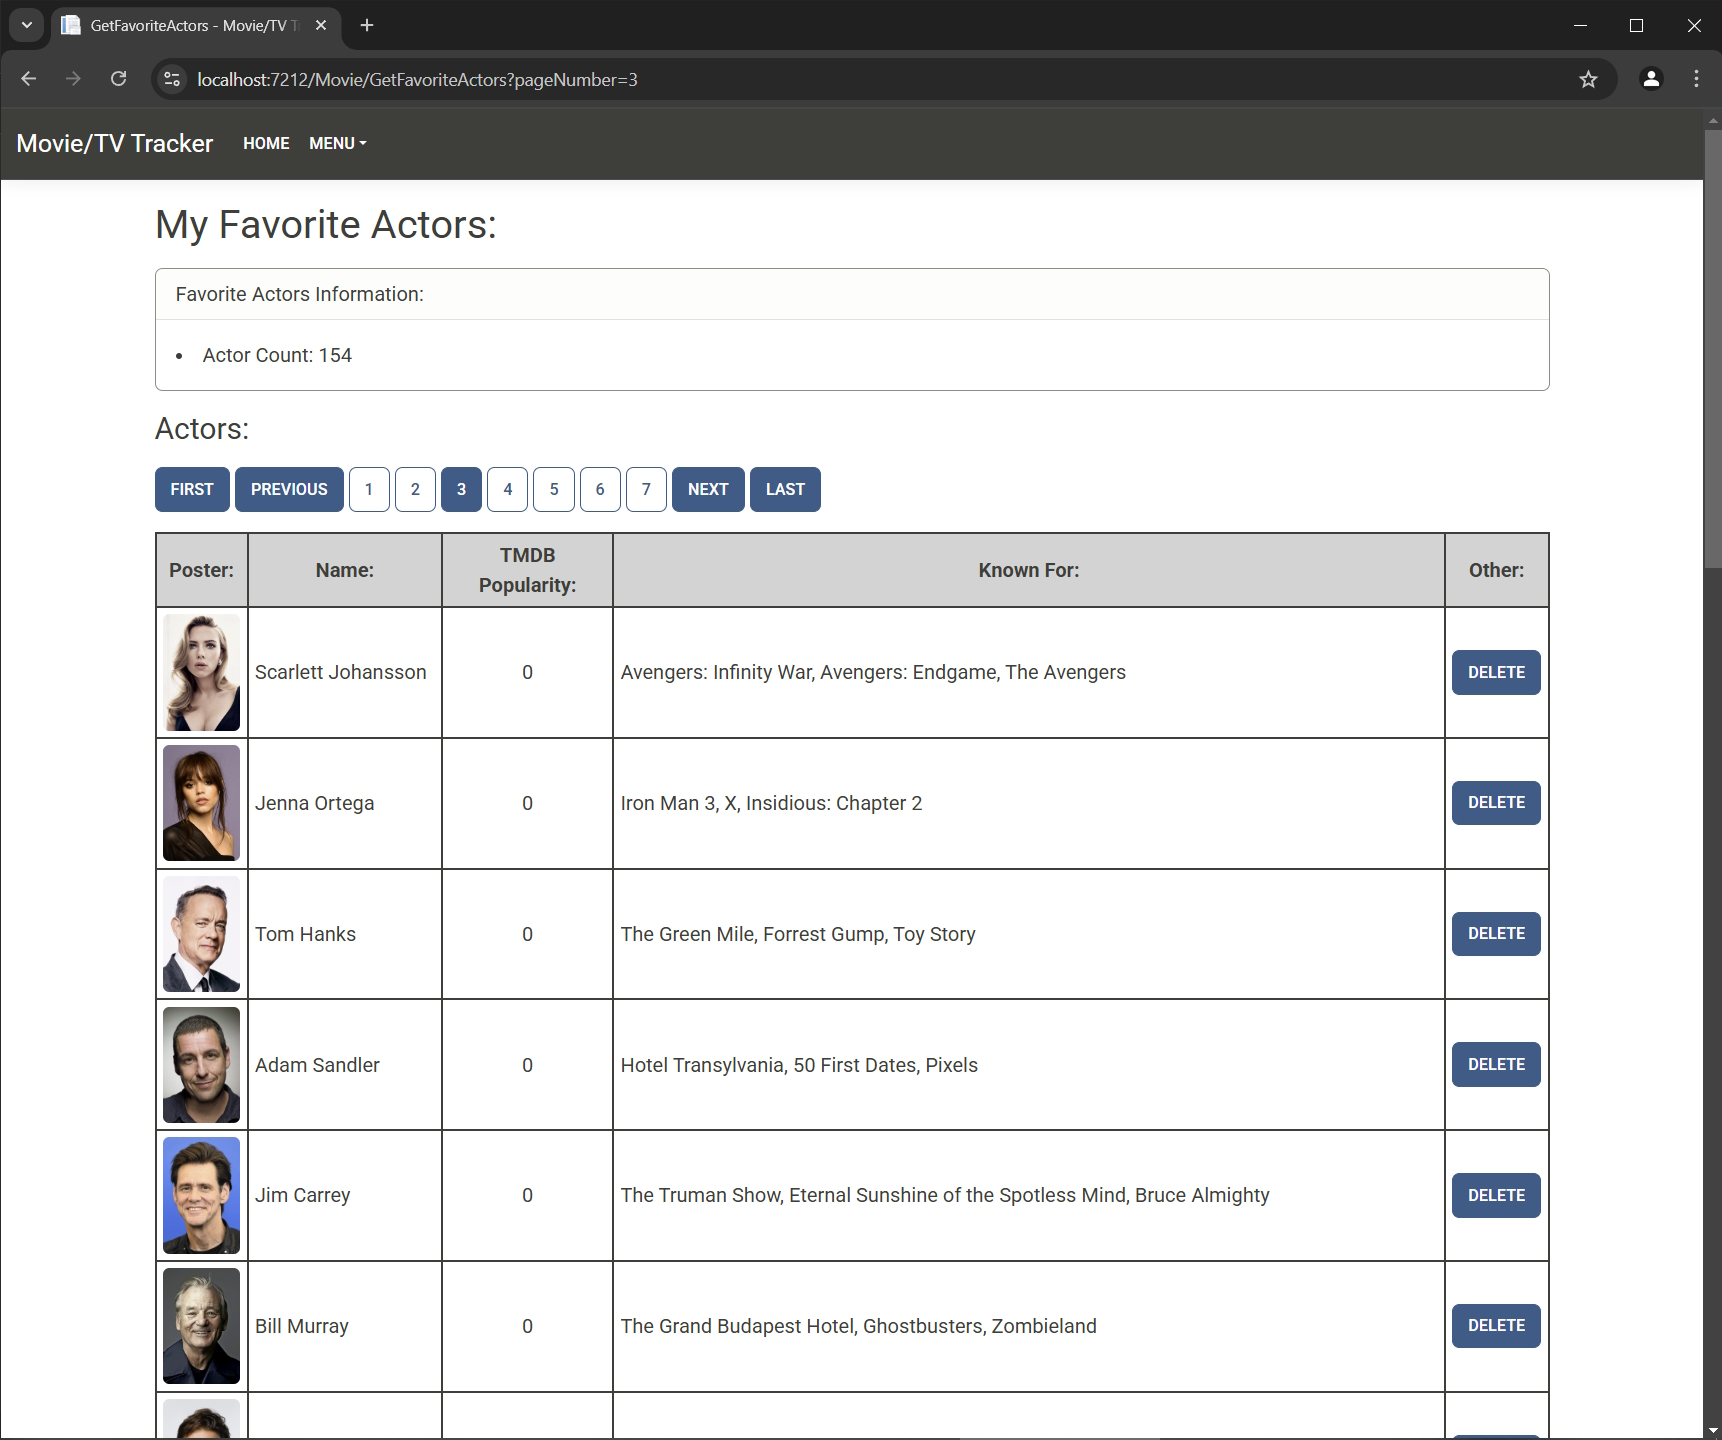 GetFavoriteActors - Movie/TV T
localhost:7212/Movie/GetFavoriteActors?pageNumber=3
Movie/TV Tracker HOME MENU
My Favorite Actors:
Favorite Actors Information:
• Actor Count: 154
Actors:
FIRST PREVIOUS 1 2 3 4 5 6 7 NEXT LAST
Poster: Name: TMDB Popularity: Known For: Other:
Scarlett Johansson 0 Avengers: Infinity War, Avengers: Endgame, The Avengers DELETE
Jenna Ortega 0 Iron Man 3, X, Insidious: Chapter 2 DELETE
Tom Hanks 0 The Green Mile, Forrest Gump, Toy Story DELETE
Adam Sandler 0 Hotel Transylvania, 50 First Dates, Pixels DELETE
Jim Carrey 0 The Truman Show, Eternal Sunshine of the Spotless Mind, Bruce Almighty DELETE
Bill Murray 0 The Grand Budapest Hotel, Ghostbusters, Zombieland DELETE